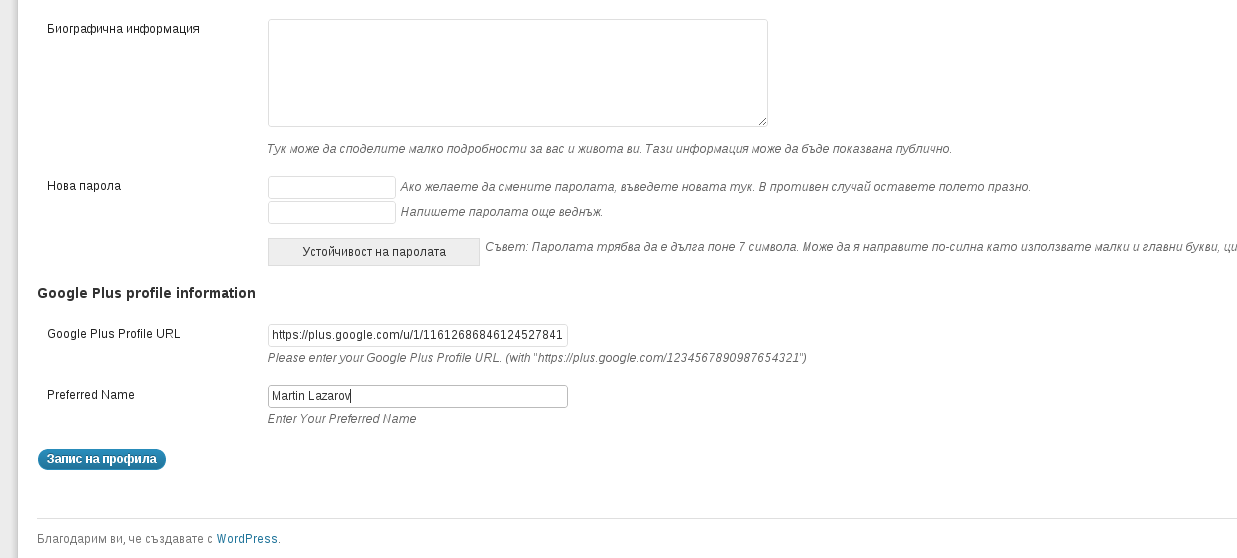 Биографична информация
Тук може да споделите малко подробности за вас и живота ви. Тази информация може да бъде показвана публично.
Нова парола
Ако желаете да смените паролата, въведете новата тук. В противен случай оставете полето празно.
Напишете паролата още веднъж.
Устойчивост на паролата
Съвет: Паролата трябва да е дълга поне 7 символа. Може да я направите по-силна като използвате малки и главни букви, ци
Google Plus profile information
Google Plus Profile URL
https://plus.google.com/u/1/11612686846124527841
Please enter your Google Plus Profile URL. (with "https://plus.google.com/1234567890987654321")
Preferred Name
Martin Lazarov
Enter Your Preferred Name
Запис на профила
Благодарим ви, че създавате с WordPress.